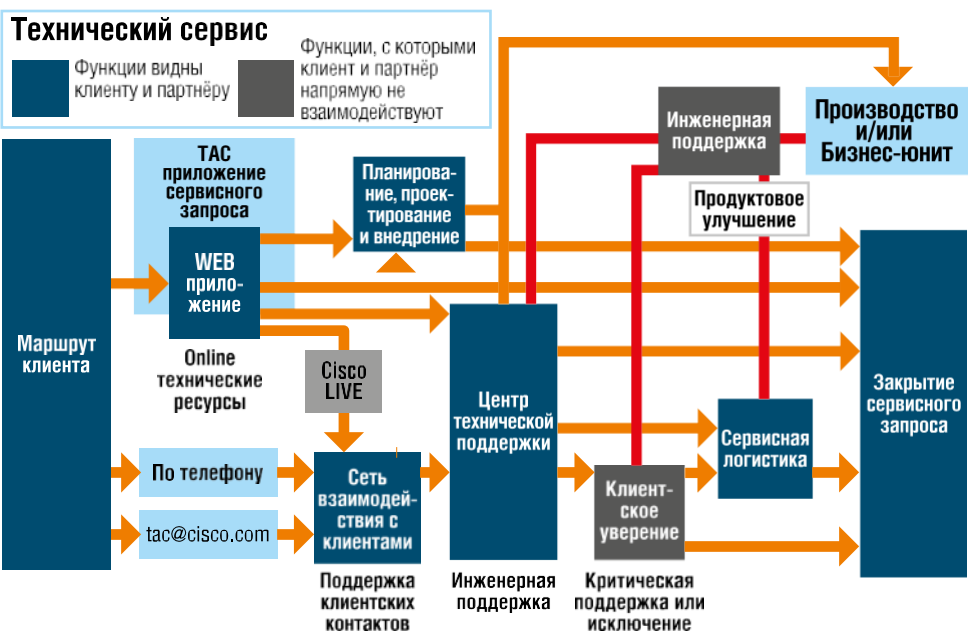 Технический сервис
Функции видны
клиенту и партнёру
Функции, с которыми
клиент и партнёр
напрямую не
взаимодействуют
Инженерная
поддержка
Производство
и/или
Бизнес-юнит
TAC
приложение
сервисного
запроса
Планирова-
ние, проек-
тирование
и внедрение
Продуктовое
улучшение
WEB
прило-
жение
Маршрут
клиента
Online
технические
ресурсы
Cisco
LIVE
Центр
технической
поддержки
Закрытие
сервисного
запроса
Сервисная
логистика
По телефону
Сеть
взаимодей-
ствия с
клиентами
Клиент-
ское
уверение
tac@cisco.com
Поддержка
клиентских
контактов
Инженерная
поддержка
Критическая
поддержка или
исключение